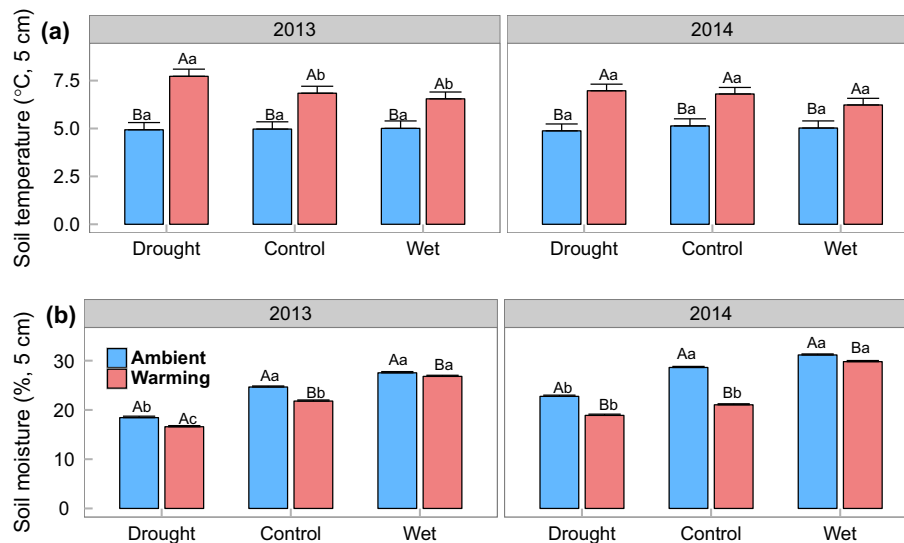 (a)
2013
2014
Soil temperature (°C, 5 cm)
7.5
5.0
2.5
0.0
Ba Aa Ba Ab Ba Ab
Ba Aa Ba Aa Ba Aa
Drought Control Wet
Drought Control Wet
(b)
2013
2014
Soil moisture (%, 5 cm)
30
20
10
0
Ambient
Warming
Ab Ac Aa Bb Aa Ba
Ab Bb Aa Bb Aa Ba
Drought Control Wet
Drought Control Wet